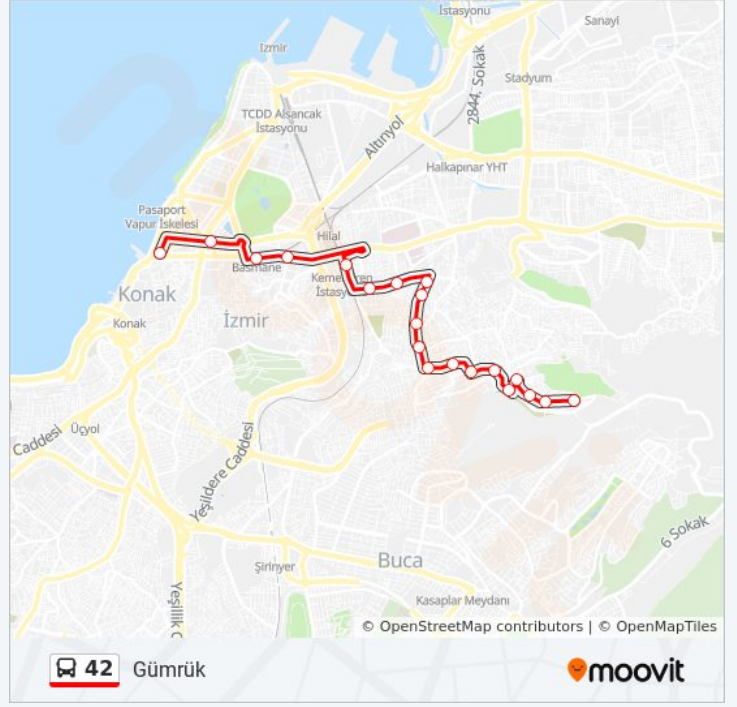 İstasyonu
Sanayi
İzmir
2844. Sokak
Stadyum
TCDD Alsancak
İstasyonu
Altınyol
Halkapınar YHT
Pasaport
Vapur İskelesi
Hilal
Basmane
Konak
İzmir
Konak
Caddesi
Üçyol
Yeşildere Caddesi
6 Sokak
Buca
Şirinyer
Kasaplar Meydanı
© OpenStreetMap contributors | © OpenMapTiles
42 Gümrük
moovit